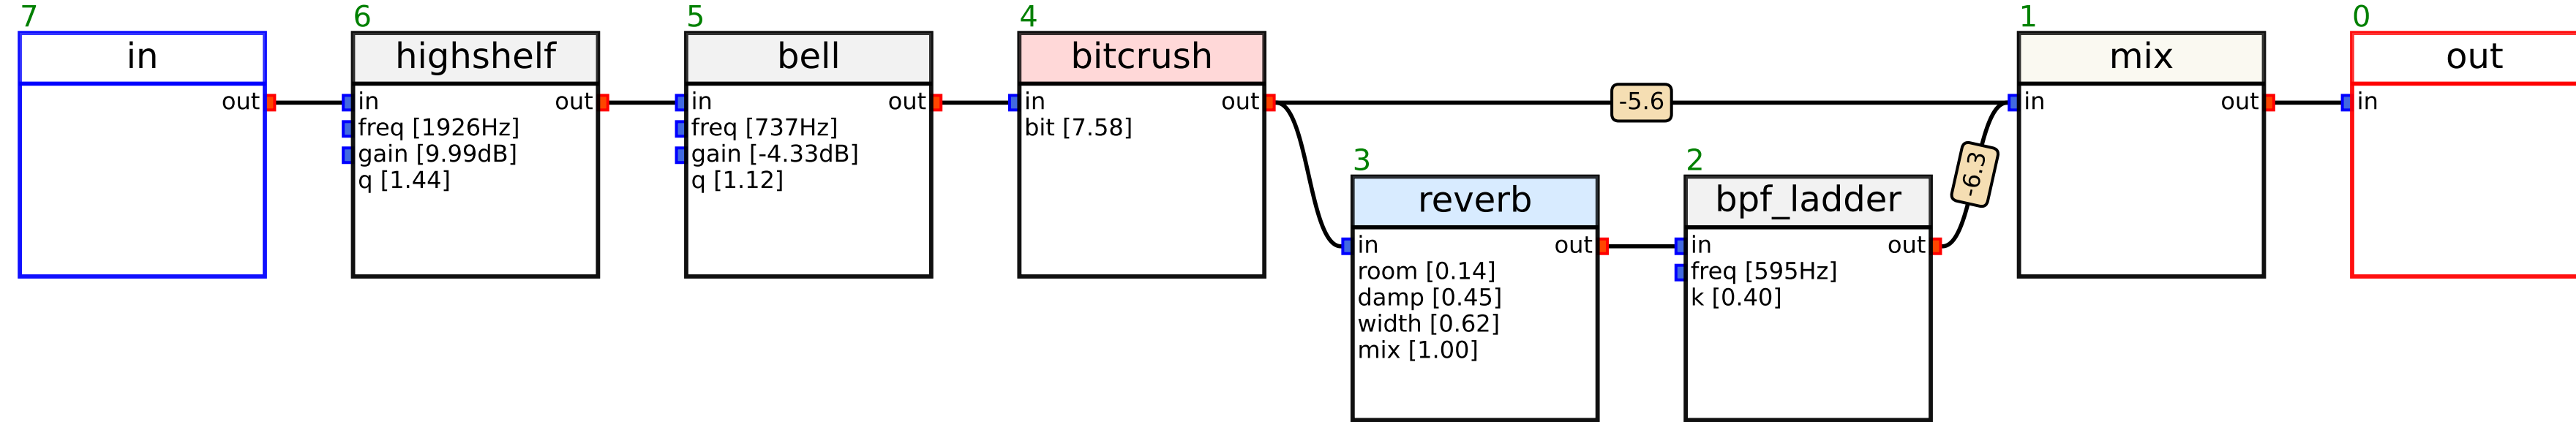 7
in
out
6
highshelf
in out
freq [1926Hz]
gain [9.99dB]
q [1.44]
5
bell
in out
freq [737Hz]
gain [-4.33dB]
q [1.12]
4
bitcrush
in out
bit [7.58]
-5.6
3
reverb
in out
room [0.14]
damp [0.45]
width [0.62]
mix [1.00]
2
bpf_ladder
in out
freq [595Hz]
k [0.40]
-6.3
1
mix
in out
0
out
in